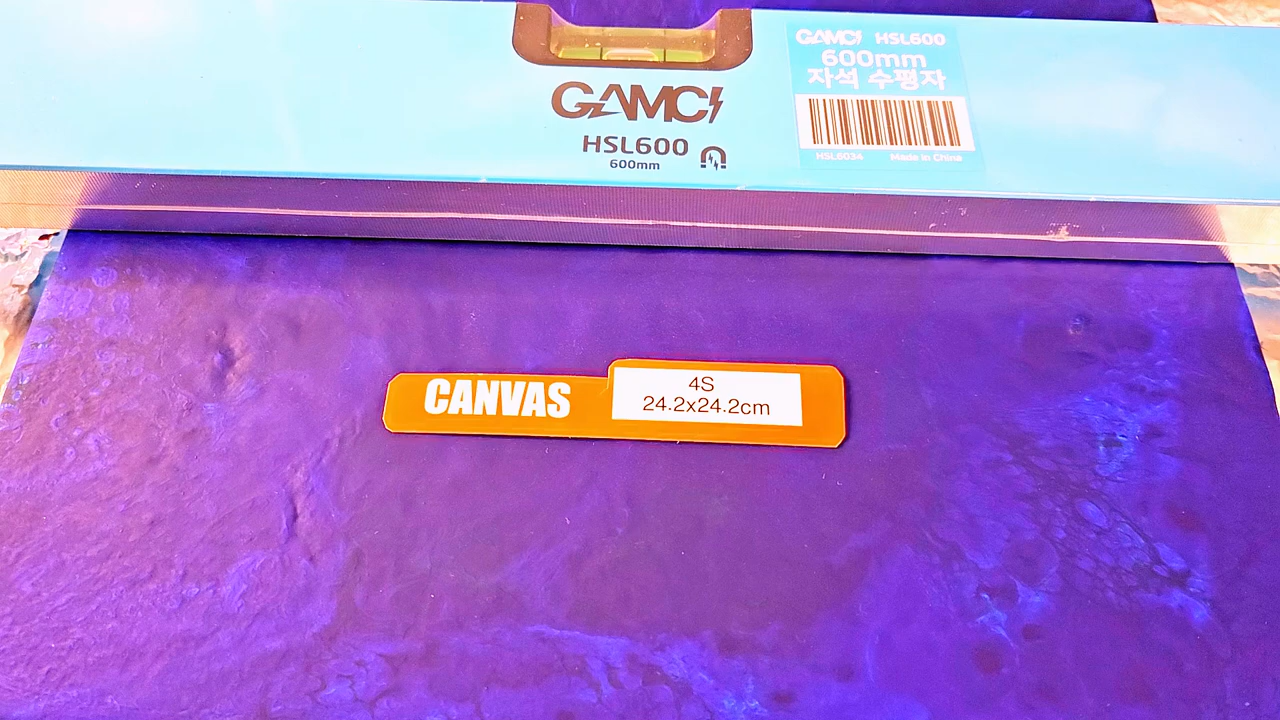 GAMCI
HSL600
600mm
GAMCI HSL600
600mm
자석 수평자
HSL6034 Made in China
CANVAS
4S
24.2x24.2cm